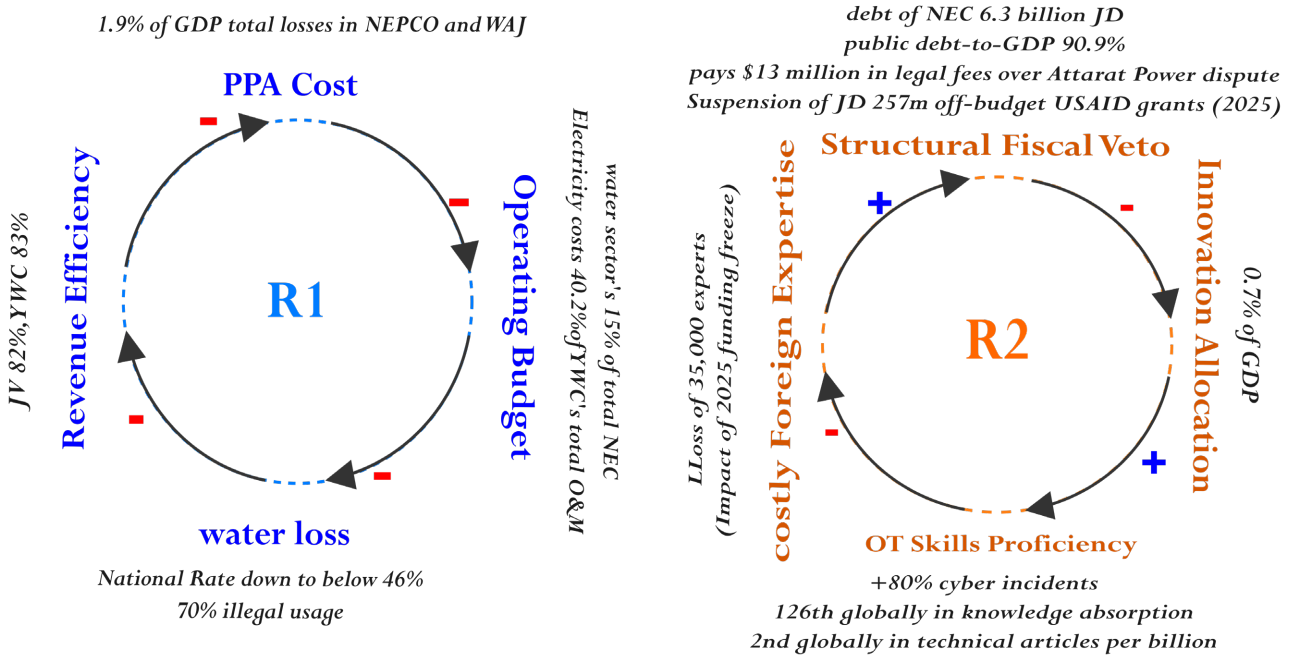 1.9% of GDP total losses in NEPCO and WAJ
PPA Cost
-
-
Revenue Efficiency
JV 82%,YWC 83%
R1
Operating Budget
Electricity costs 40.2%ofYWC's total O&M
water sector's 15% of total NEC
-
-
water loss
National Rate down to below 46%
70% illegal usage
debt of NEC 6.3 billion JD
public debt-to-GDP 90.9%
pays $13 million in legal fees over Attarat Power dispute
Suspension of JD 257m off-budget USAID grants (2025)
Structural Fiscal Veto
+
-
costly Foreign Expertise
LLoss of 35,000 experts
(Impact of 2025 funding freeze)
R2
Innovation Allocation
0.7% of GDP
-
+
OT Skills Proficiency
+80% cyber incidents
126th globally in knowledge absorption
2nd globally in technical articles per billion